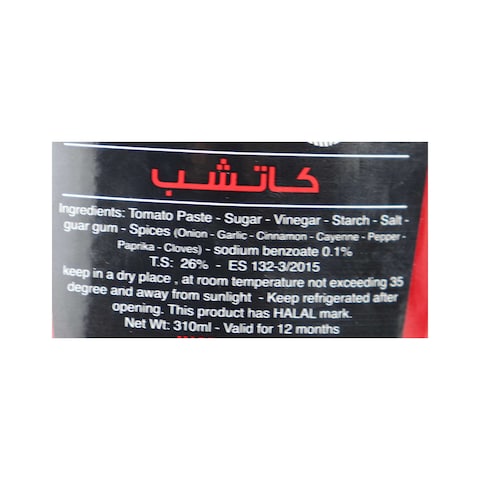 كاتشب
Ingredients: Tomato Paste - Sugar - Vinegar - Starch - Salt -
guar gum - Spices (Onion - Garlic - Cinnamon - Cayenne - Pepper -
Paprika - Cloves) - sodium benzoate 0.1%
T.S: 26% - ES 132-3/2015
keep in a dry place , at room temperature not exceeding 35
degree and away from sunlight - Keep refrigerated after
opening. This product has HALAL mark.
Net Wt: 310ml - Valid for 12 months